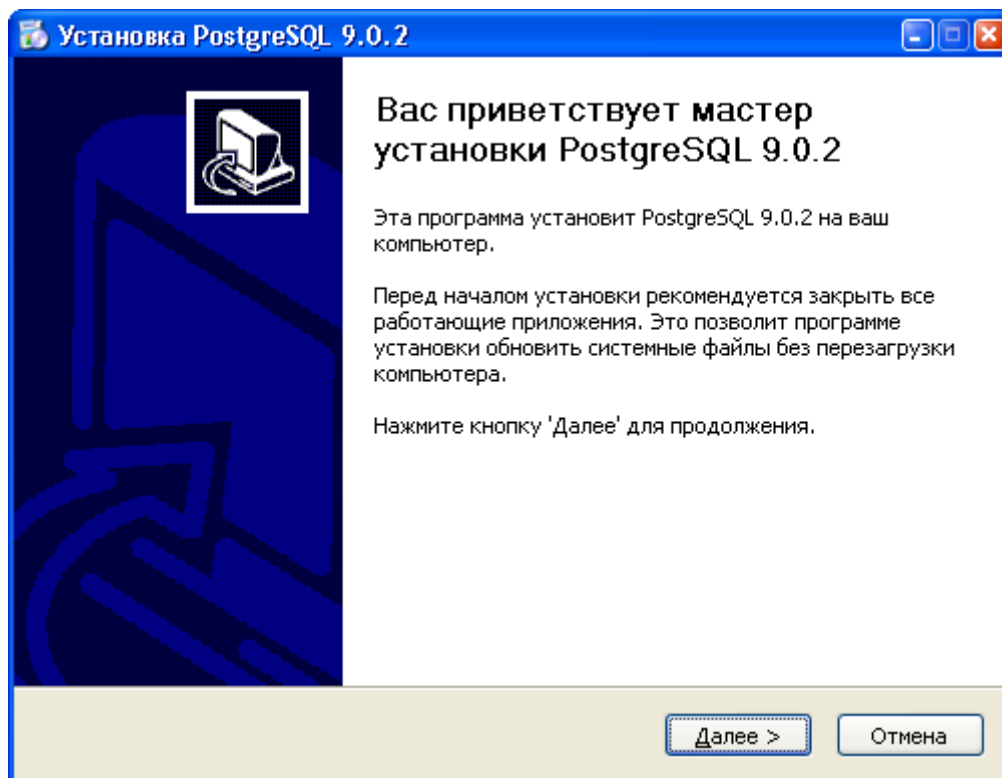 Установка PostgreSQL 9.0.2
Вас приветствует мастер
установки PostgreSQL 9.0.2
Эта программа установит PostgreSQL 9.0.2 на ваш
компьютер.
Перед началом установки рекомендуется закрыть все
работающие приложения. Это позволит программе
установки обновить системные файлы без перезагрузки
компьютера.
Нажмите кнопку 'Далее' для продолжения.
Далее >
Отмена